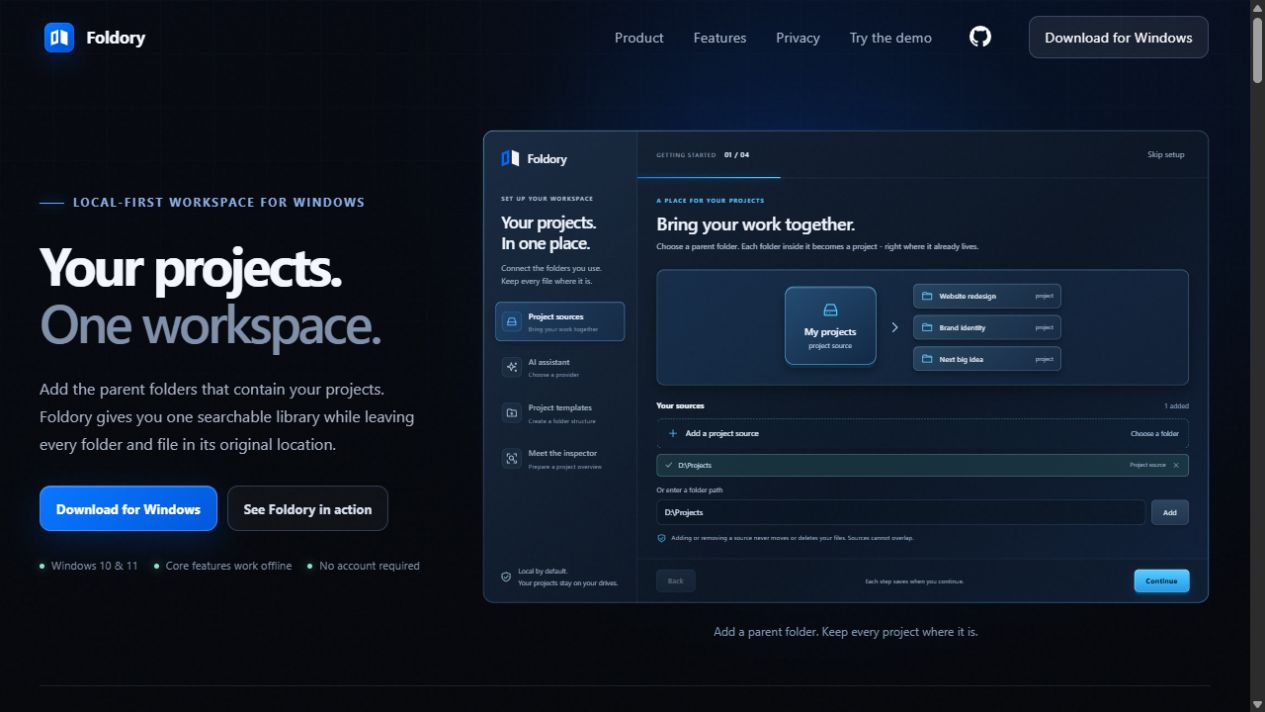 Foldory
Product
Features
Privacy
Try the demo
Download for Windows
LOCAL-FIRST WORKSPACE FOR WINDOWS
Your projects.
One workspace.
Add the parent folders that contain your projects.
Foldory gives you one searchable library while leaving
every folder and file in its original location.
Download for Windows
See Foldory in action
Windows 10 & 11
Core features work offline
No account required
Foldory
SET UP YOUR WORKSPACE
Your projects.
In one place.
Connect the folders you use.
Keep every file where it is.
Project sources
Bring your work together
AI assistant
Choose a provider
Project templates
Create a folder structure
Meet the inspector
Prepare a project overview
Local by default.
Your projects stay on your drives.
GETTING STARTED 01 / 04
Skip setup
A PLACE FOR YOUR PROJECTS
Bring your work together.
Choose a parent folder. Each folder inside it becomes a project - right where it already lives.
My projects
project source
Website redesign project
Brand identity project
Next big idea project
Your sources
1 added
Add a project source
Choose a folder
D:\Projects
Project source
Or enter a folder path
D:\Projects
Add
Adding or removing a source never moves or deletes your files. Sources cannot overlap.
Back
Each step saves when you continue.
Continue
Add a parent folder. Keep every project where it is.